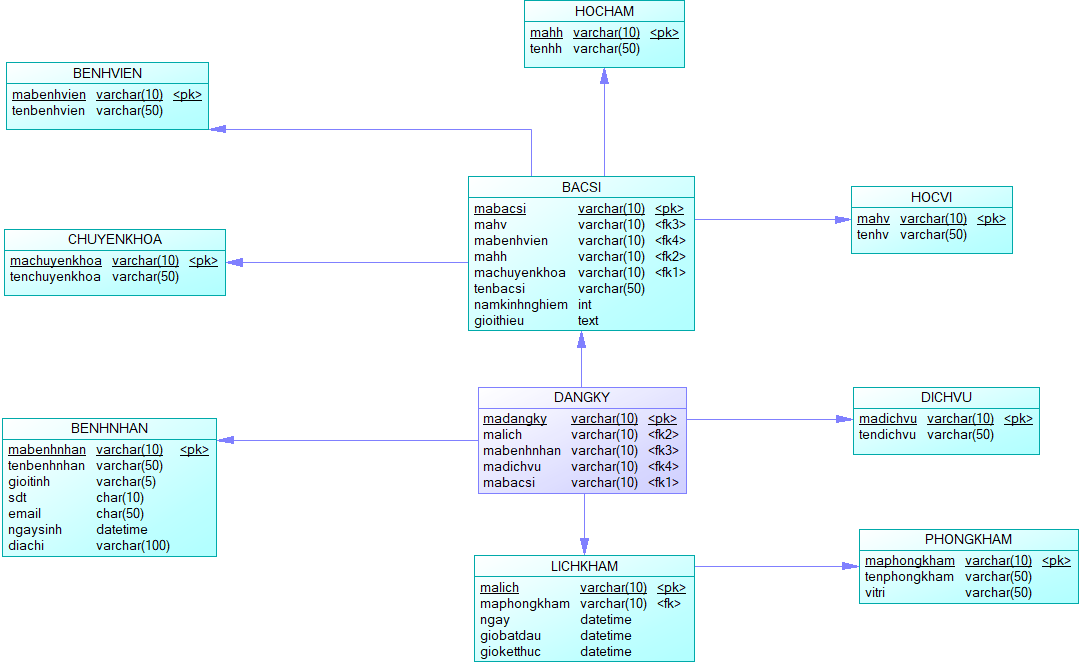 HOCHAM
mahh varchar(10) <pk>
tenhh varchar(50)
BENHVIEN
mabenhvien varchar(10) <pk>
tenbenhvien varchar(50)
BACSI
mabacsi varchar(10) <pk>
mahv varchar(10) <fk3>
mabenhvien varchar(10) <fk4>
mahh varchar(10) <fk2>
machuyenkhoa varchar(10) <fk1>
tenbacsi varchar(50)
namkinhnghiem int
gioithieu text
HOCVI
mahv varchar(10) <pk>
tenhv varchar(50)
CHUYENKHOA
machuyenkhoa varchar(10) <pk>
tenchuyenkhoa varchar(50)
DANGKY
madangky varchar(10) <pk>
malich varchar(10) <fk2>
mabenhnhan varchar(10) <fk3>
madichvu varchar(10) <fk4>
mabacsi varchar(10) <fk1>
DICHVU
madichvu varchar(10) <pk>
tendichvu varchar(50)
BENHNHAN
mabenhnhan varchar(10) <pk>
tenbenhnhan varchar(50)
gioitinh varchar(5)
sdt char(10)
email char(50)
ngaysinh datetime
diachi varchar(100)
LICHKHAM
malich varchar(10) <pk>
maphongkham varchar(10) <fk>
ngay datetime
giobatdau datetime
gioketthuc datetime
PHONGKHAM
maphongkham varchar(10) <pk>
tenphongkham varchar(50)
vitri varchar(50)